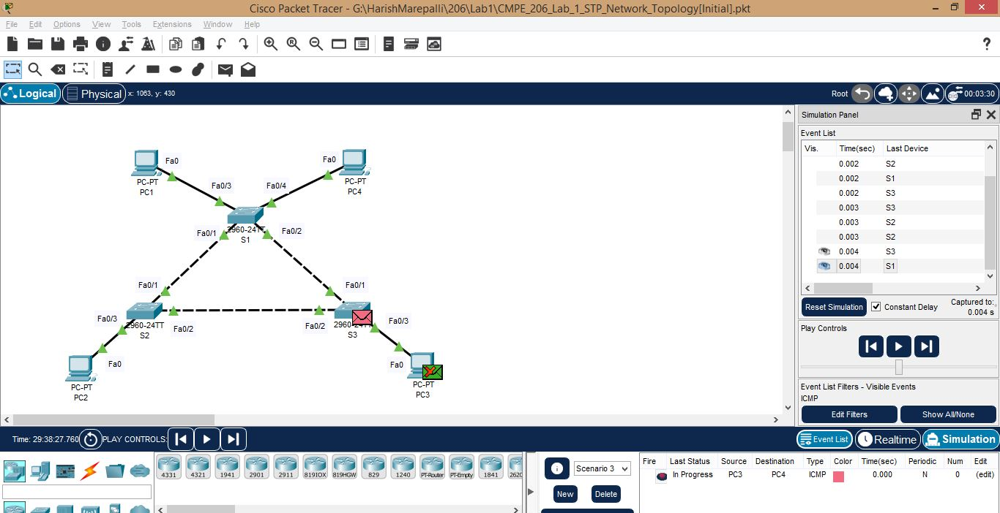 Cisco Packet Tracer - G:\HarishMarepalli\206\Lab1\CMPE_206_Lab_1_STP_Network_Topology[Initial].pkt
File Edit Options View Tools Extensions Window Help
?
Logical Physical x: 1063, y: 430 Root 00:03:30
Simulation Panel
Event List
Vis. Time(sec) Last Device
0.002 S2
0.002 S1
0.002 S3
0.003 S3
0.003 S2
0.003 S2
0.004 S3
0.004 S1
Reset Simulation Constant Delay Captured to:
0.004 s
Play Controls
Event List Filters - Visible Events
ICMP
Edit Filters Show All/None
Fa0 Fa0
PC-PT
PC1
PC-PT
PC4
Fa0/3 Fa0/4
2960-24TT
S1
Fa0/1 Fa0/2
Fa0/1 Fa0/1
Fa0/3 2960-24TT
S2
Fa0/2
Fa0/2 S3
Fa0/3
Fa0 Fa0
PC-PT
PC2
PC-PT
PC3
Time: 29:38:27.760 PLAY CONTROLS: Event List Realtime Simulation
4331 4321 1941 2901 2911 819IOX 819HGW 829 1240 PT-Router PT-Empty 1841 2620
Scenario 3
New Delete
Fire Last Status Source Destination Type Color Time(sec) Periodic Num Edit
In Progress PC3 PC4 ICMP 0.000 N 0 (edit)